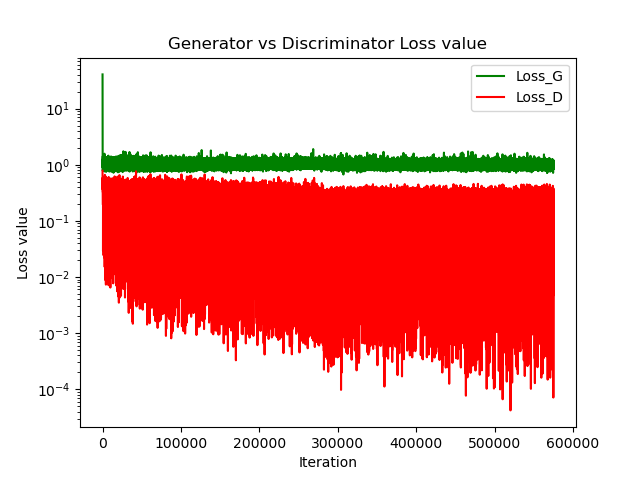 Generator vs Discriminator Loss value
Loss_G
Loss_D
Loss value
10¹
10⁰
10⁻¹
10⁻²
10⁻³
10⁻⁴
0 100000 200000 300000 400000 500000 600000
Iteration